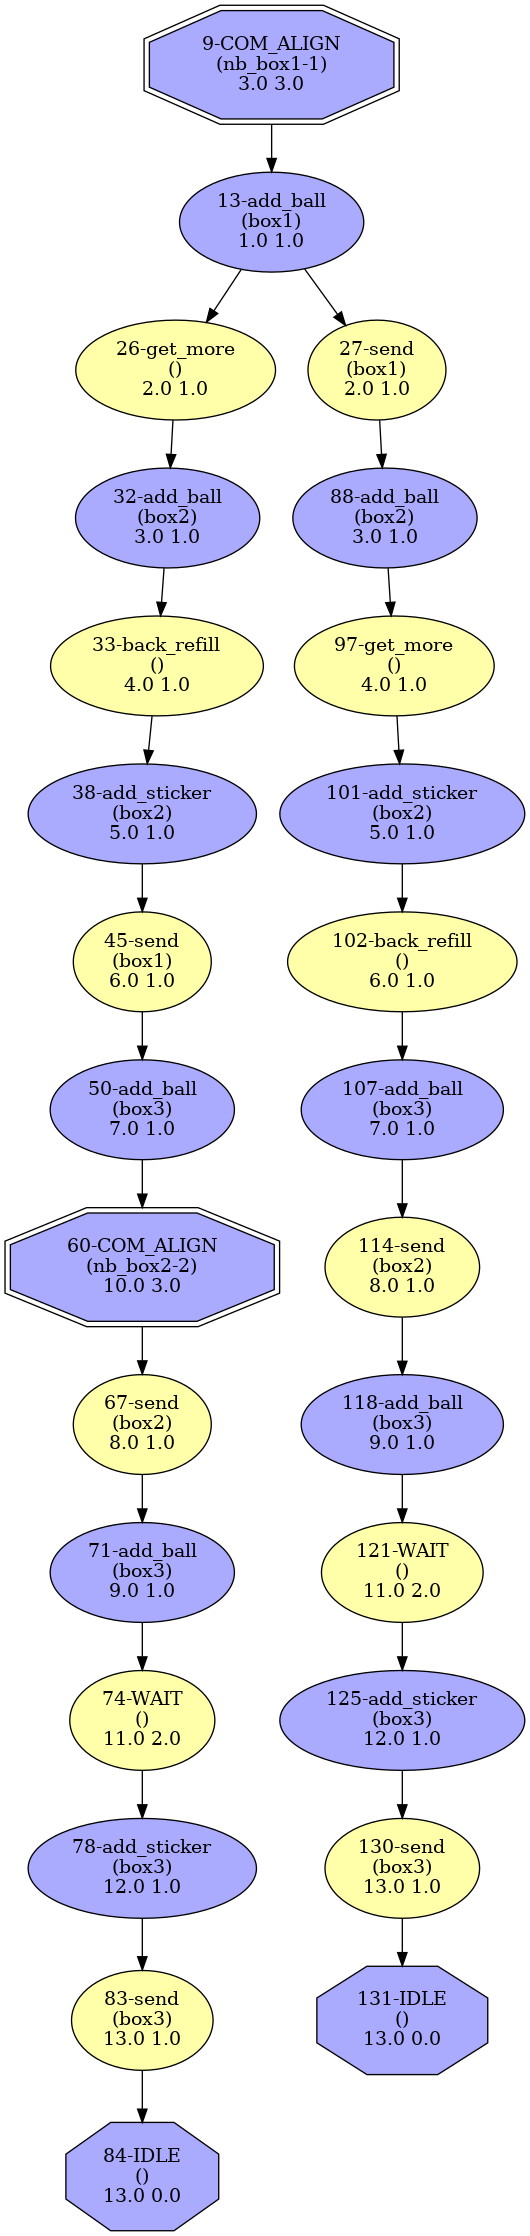 9-COM_ALIGN
(nb_box1-1)
3.0 3.0
13-add_ball
(box1)
1.0 1.0
26-get_more
()
2.0 1.0
27-send
(box1)
2.0 1.0
32-add_ball
(box2)
3.0 1.0
88-add_ball
(box2)
3.0 1.0
33-back_refill
()
4.0 1.0
97-get_more
()
4.0 1.0
38-add_sticker
(box2)
5.0 1.0
101-add_sticker
(box2)
5.0 1.0
45-send
(box1)
6.0 1.0
102-back_refill
()
6.0 1.0
50-add_ball
(box3)
7.0 1.0
107-add_ball
(box3)
7.0 1.0
60-COM_ALIGN
(nb_box2-2)
10.0 3.0
114-send
(box2)
8.0 1.0
67-send
(box2)
8.0 1.0
118-add_ball
(box3)
9.0 1.0
71-add_ball
(box3)
9.0 1.0
121-WAIT
()
11.0 2.0
74-WAIT
()
11.0 2.0
125-add_sticker
(box3)
12.0 1.0
78-add_sticker
(box3)
12.0 1.0
130-send
(box3)
13.0 1.0
83-send
(box3)
13.0 1.0
131-IDLE
()
13.0 0.0
84-IDLE
()
13.0 0.0